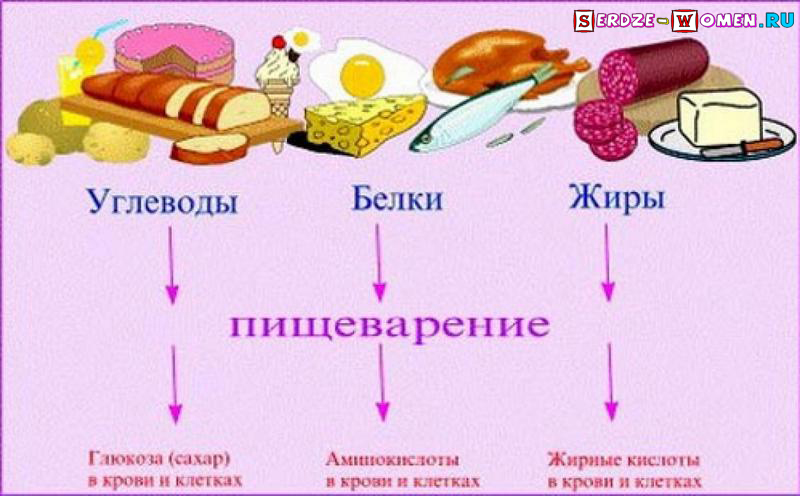 Serdze-Women.ru
Углеводы Белки Жиры
пищеварение
Глюкоза (сахар) Аминокислоты Жирные кислоты
в крови и клетках в крови и клетках в крови и клетках